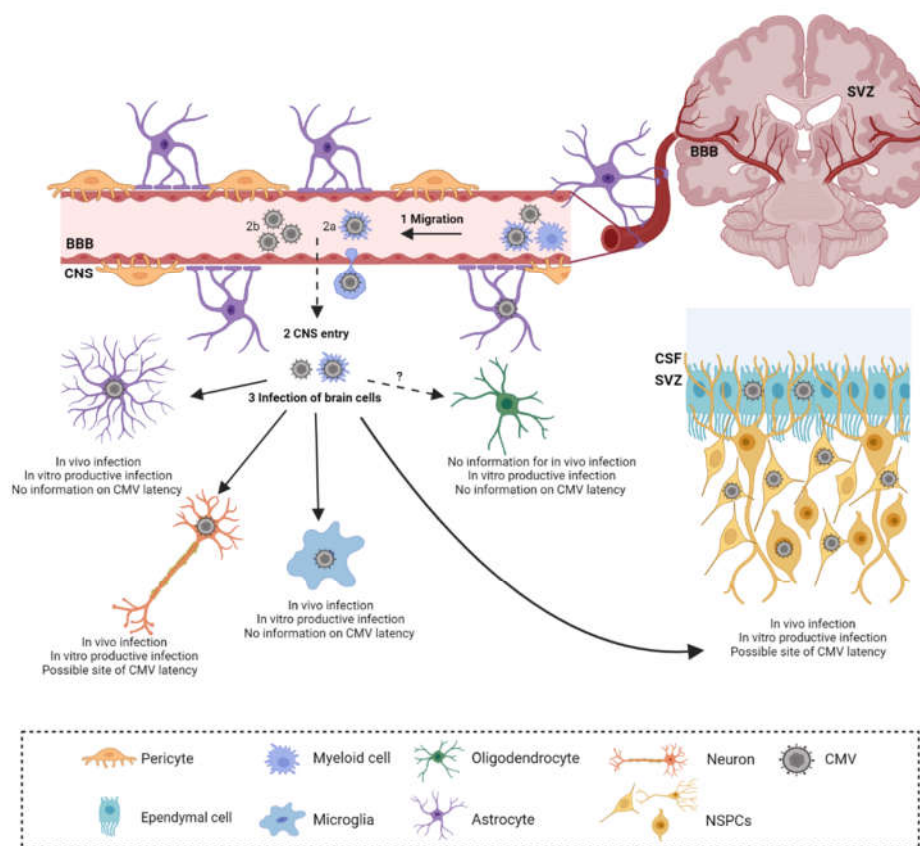 SVZ
BBB
2b
2a
1 Migration
BBB
CNS
2 CNS entry
?
3 Infection of brain cells
CSF
SVZ
In vivo infection
In vitro productive infection
No information on CMV latency
No information for in vivo infection
In vitro productive infection
No information on CMV latency
In vivo infection
In vitro productive infection
No information on CMV latency
In vivo infection
In vitro productive infection
Possible site of CMV latency
In vivo infection
In vitro productive infection
Possible site of CMV latency
Pericyte
Myeloid cell
Oligodendrocyte
Neuron
CMV
Ependymal cell
Microglia
Astrocyte
NSPCs